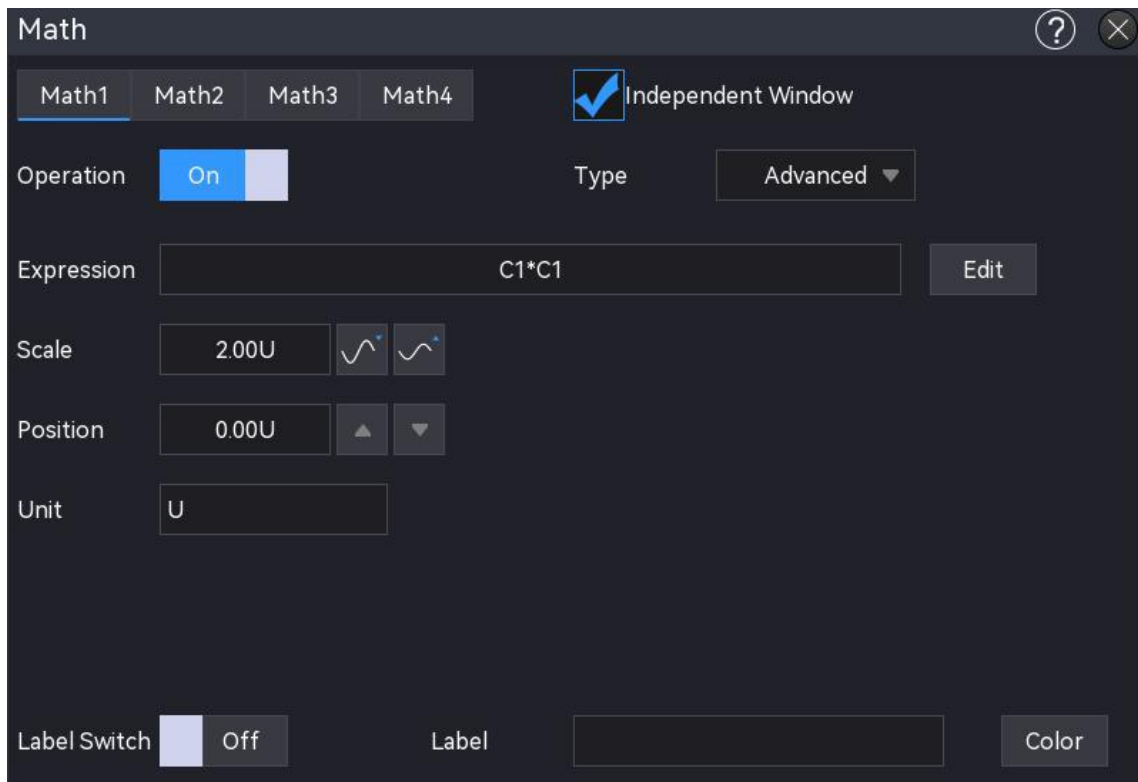 Math
?
Math1 Math2 Math3 Math4 Independent Window
Operation On Type Advanced
Expression C1*C1 Edit
Scale 2.00U
Position 0.00U
Unit U
Label Switch Off Label Color